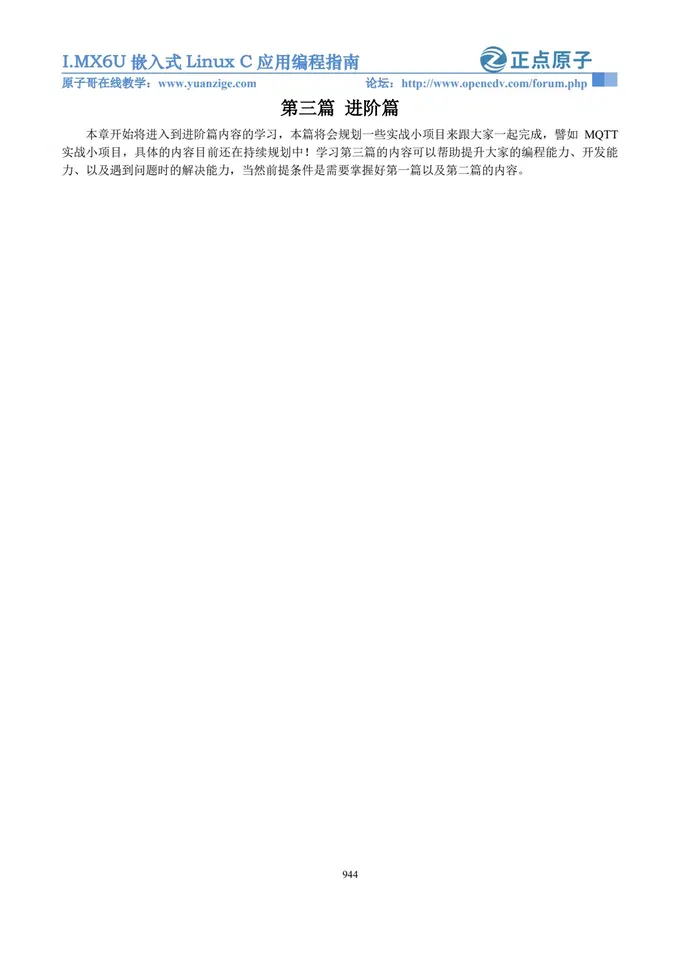 I.MX6U 嵌入式 Linux C 应用编程指南
正点原子
原子哥在线教学：www.yuanzige.com 论坛：http://www.openedv.com/forum.php
第三篇 进阶篇
本章开始将进入到进阶篇内容的学习，本篇将会规划一些实战小项目来跟大家一起完成，譬如 MQTT
实战小项目，具体的内容目前还在持续规划中！学习第三篇的内容可以帮助提升大家的编程能力、开发能
力、以及遇到问题时的解决能力，当然前提条件是需要掌握好第一篇以及第二篇的内容。
944